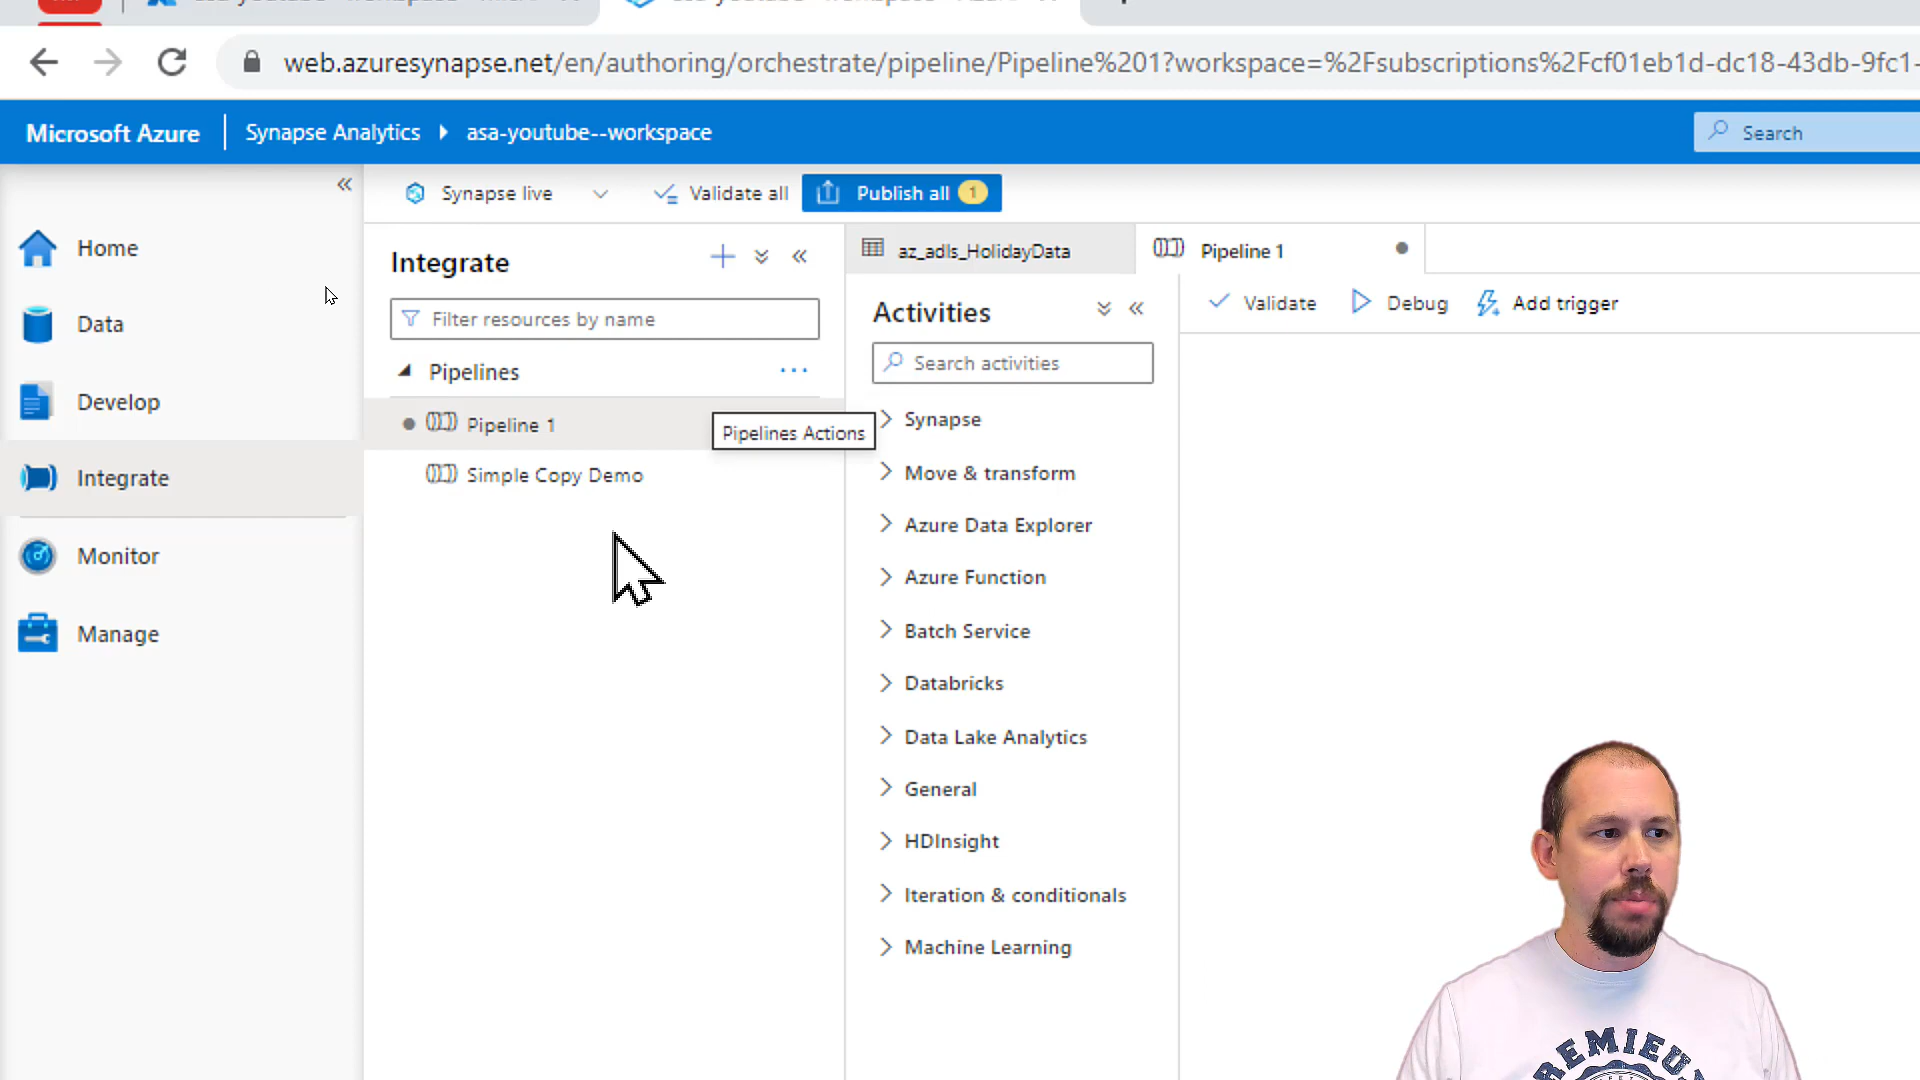 web.azuresynapse.net/en/authoring/orchestrate/pipeline/Pipeline%201?workspace=%2Fsubscriptions%2Fcf01eb1d-dc18-43db-9fc1-
Microsoft Azure
Synapse Analytics
asa-youtube--workspace
Search
Synapse live
Validate all
Publish all
1
Home
Data
Develop
Integrate
Monitor
Manage
Integrate
Filter resources by name
Pipelines
...
Pipeline 1
Simple Copy Demo
Pipelines Actions
az_adls_HolidayData
Pipeline 1
Activities
Search activities
Synapse
Move & transform
Azure Data Explorer
Azure Function
Batch Service
Databricks
Data Lake Analytics
General
HDInsight
Iteration & conditionals
Machine Learning
Validate
Debug
Add trigger